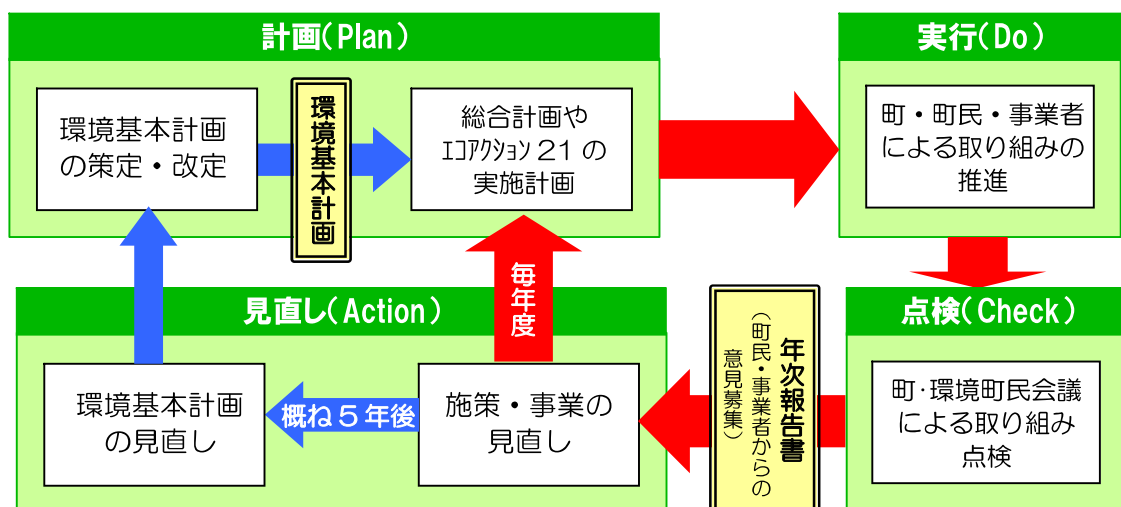 計画(Plan)
環境基本計画
の策定・改定
環境基本計画
総合計画や
ｴｺｱｸｼｮﾝ 21 の
実施計画
実行(Do)
町・町民・事業者
による取り組みの
推進
点検(Check)
町・環境町民会議
による取り組み
点検
年次報告書
(町民・事業者からの
意見募集)
見直し(Action)
施策・事業の
見直し
毎年度
概ね５年後
環境基本計画
の見直し